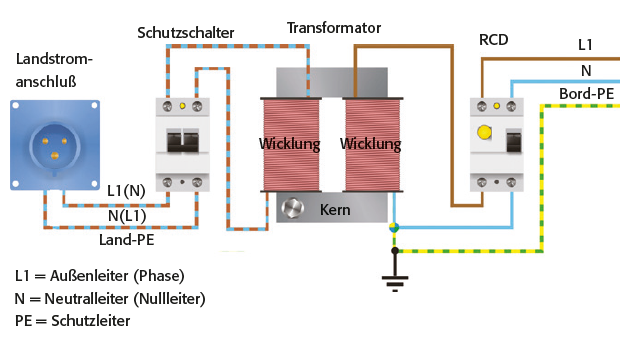 Schutzschalter
Transformator
RCD
L1
Landstrom-
anschluß
N
Bord-PE
Wicklung
Wicklung
L1(N)
N(L1)
Kern
Land-PE
L1 = Außenleiter (Phase)
N = Neutralleiter (Nullleiter)
PE = Schutzleiter